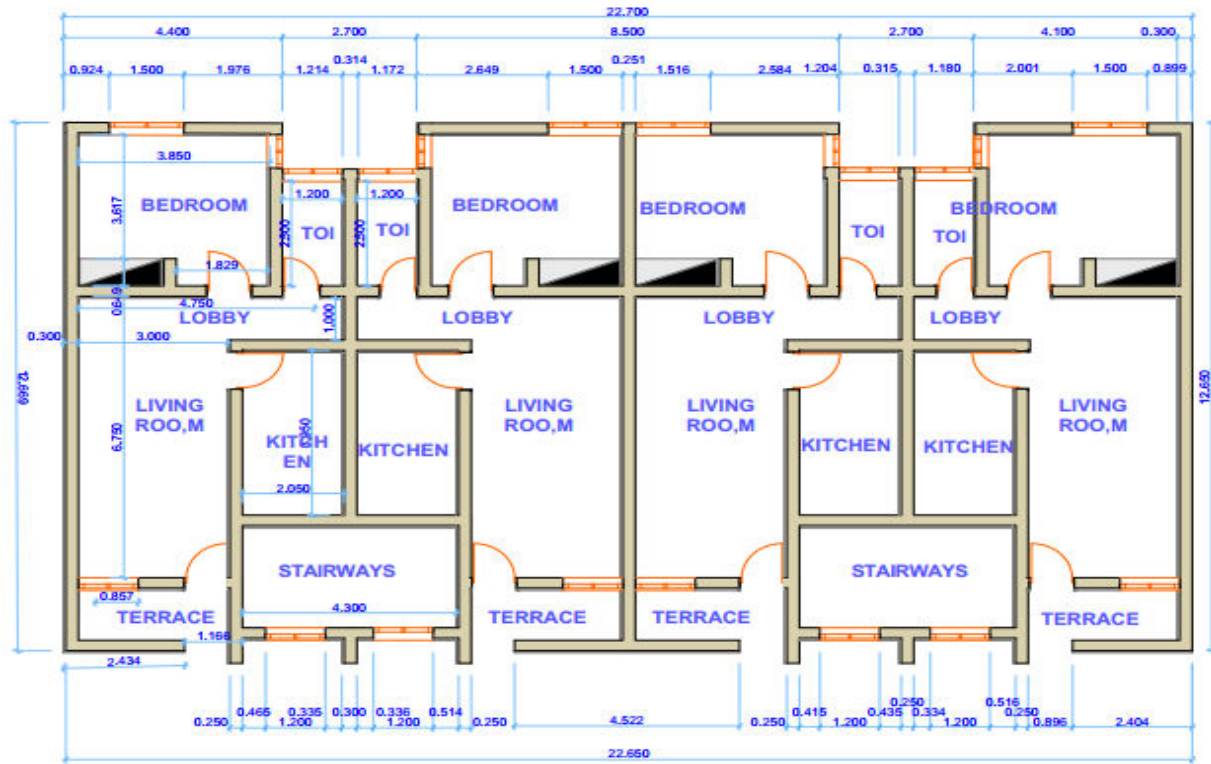 22.700
4.400 2.700 8.500 2.700 4.100 0.300
0.314 0.251 1.204
0.924 1.500 1.976 1.214 1.172 2.649 1.500 1.516 2.584 0.315 1.180 2.001 1.500 0.899
3.850
1.200 1.200
BEDROOM BEDROOM BEDROOM BEDROOM
3.617
TOI TOI TOI TOI
2.500 2.500
1.829
0.649
4.750
LOBBY LOBBY LOBBY LOBBY
1.000
0.300 3.000
12.669
12.650
LIVING LIVING LIVING LIVING
ROO,M ROO,M ROO,M ROO,M
6.750
KITCH KITCHEN KITCHEN KITCHEN
EN
2.050
STAIRWAYS STAIRWAYS
0.857
4.300
TERRACE TERRACE TERRACE TERRACE
1.166
2.434
0.250 0.465 1.200 0.335 0.300 0.336 1.200 0.514 0.250 4.522 0.250 0.415 1.200 0.435 0.250 0.334 1.200 0.516 0.250 0.896 2.404
22.650